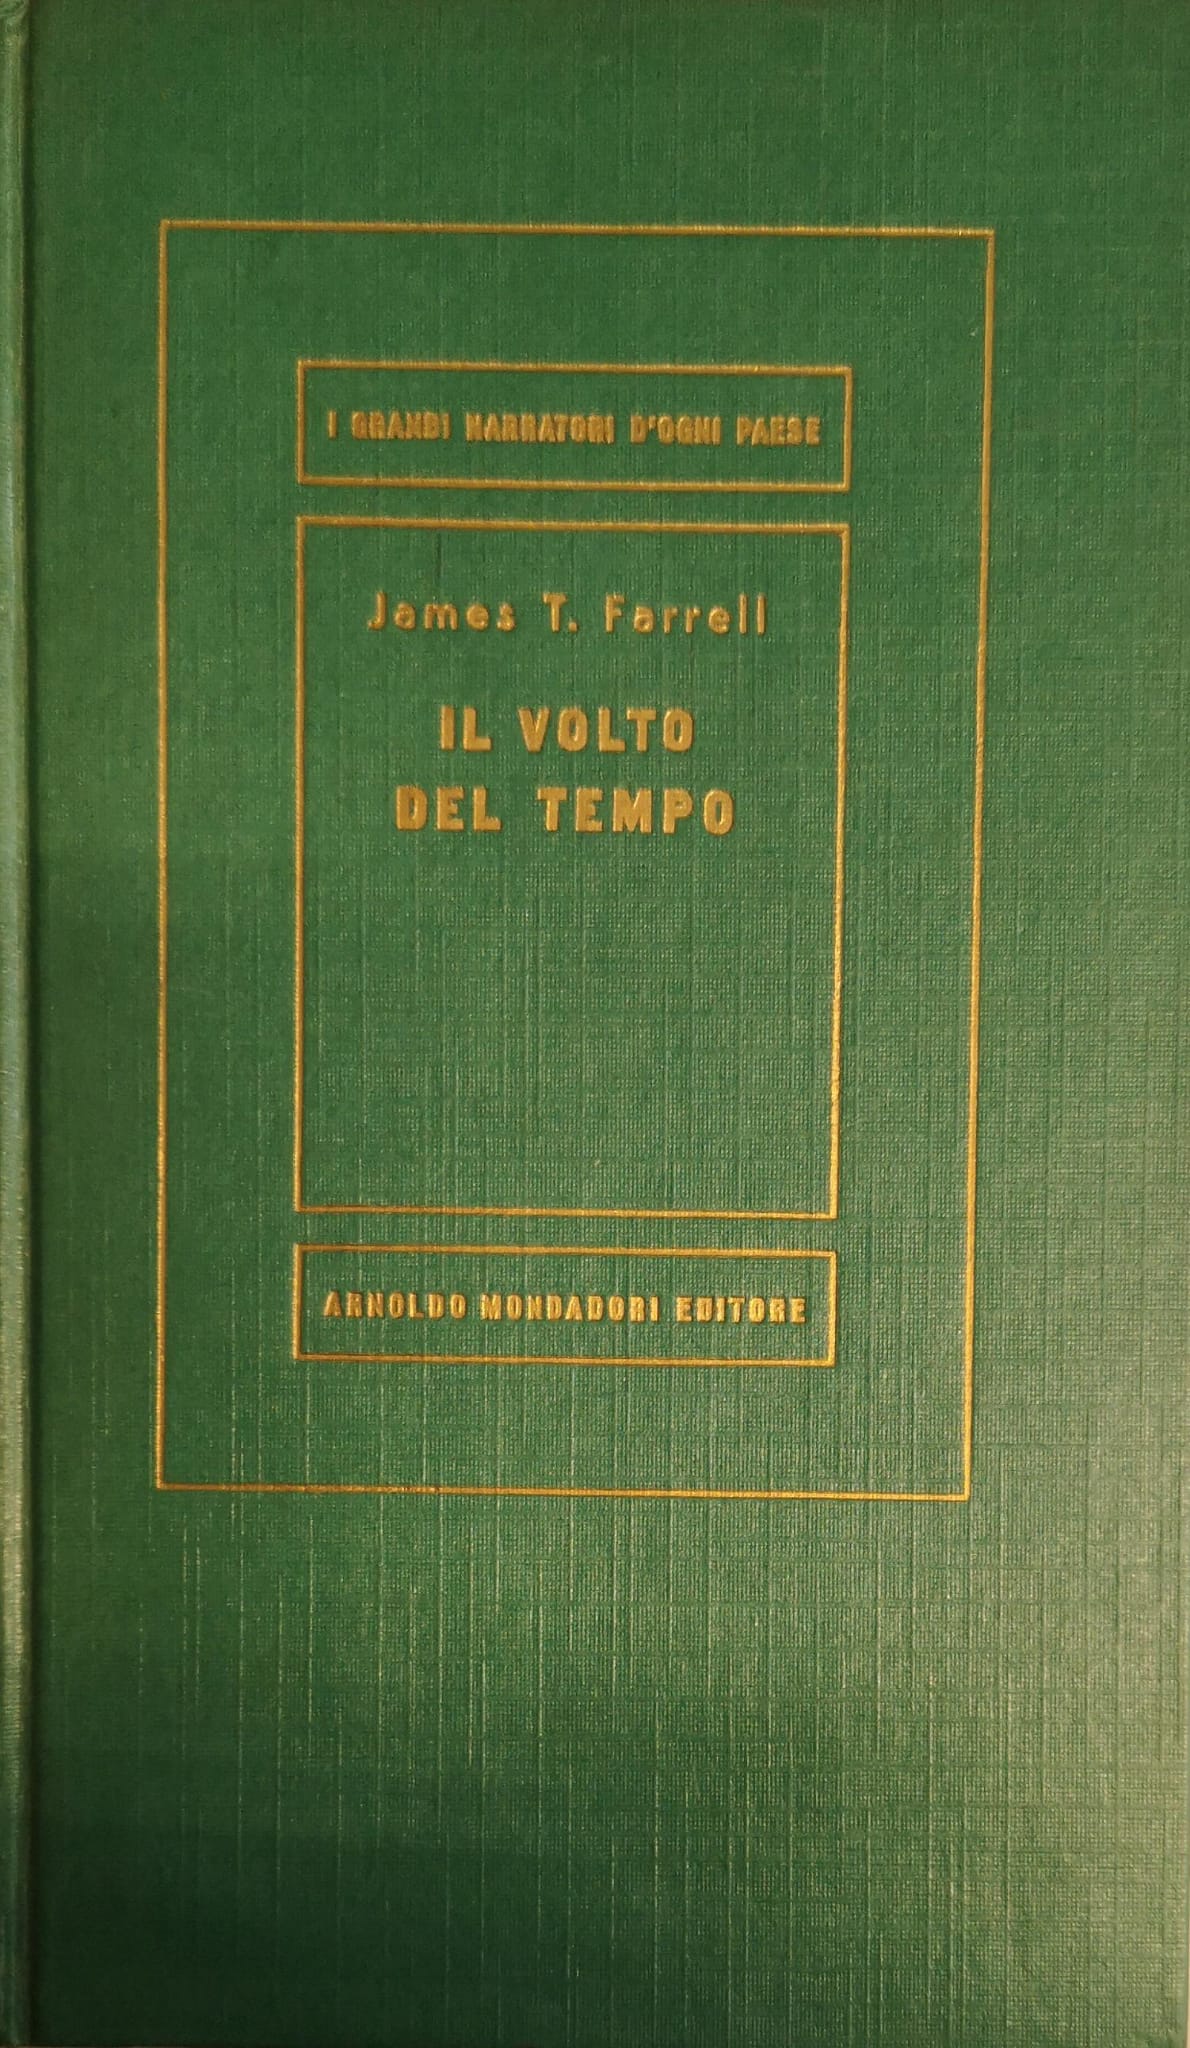 I GRANDI NARRATORI D'OGNI PAESE
James T. Farrell
IL VOLTO
DEL TEMPO
ARNOLDO MONDADORI EDITORE